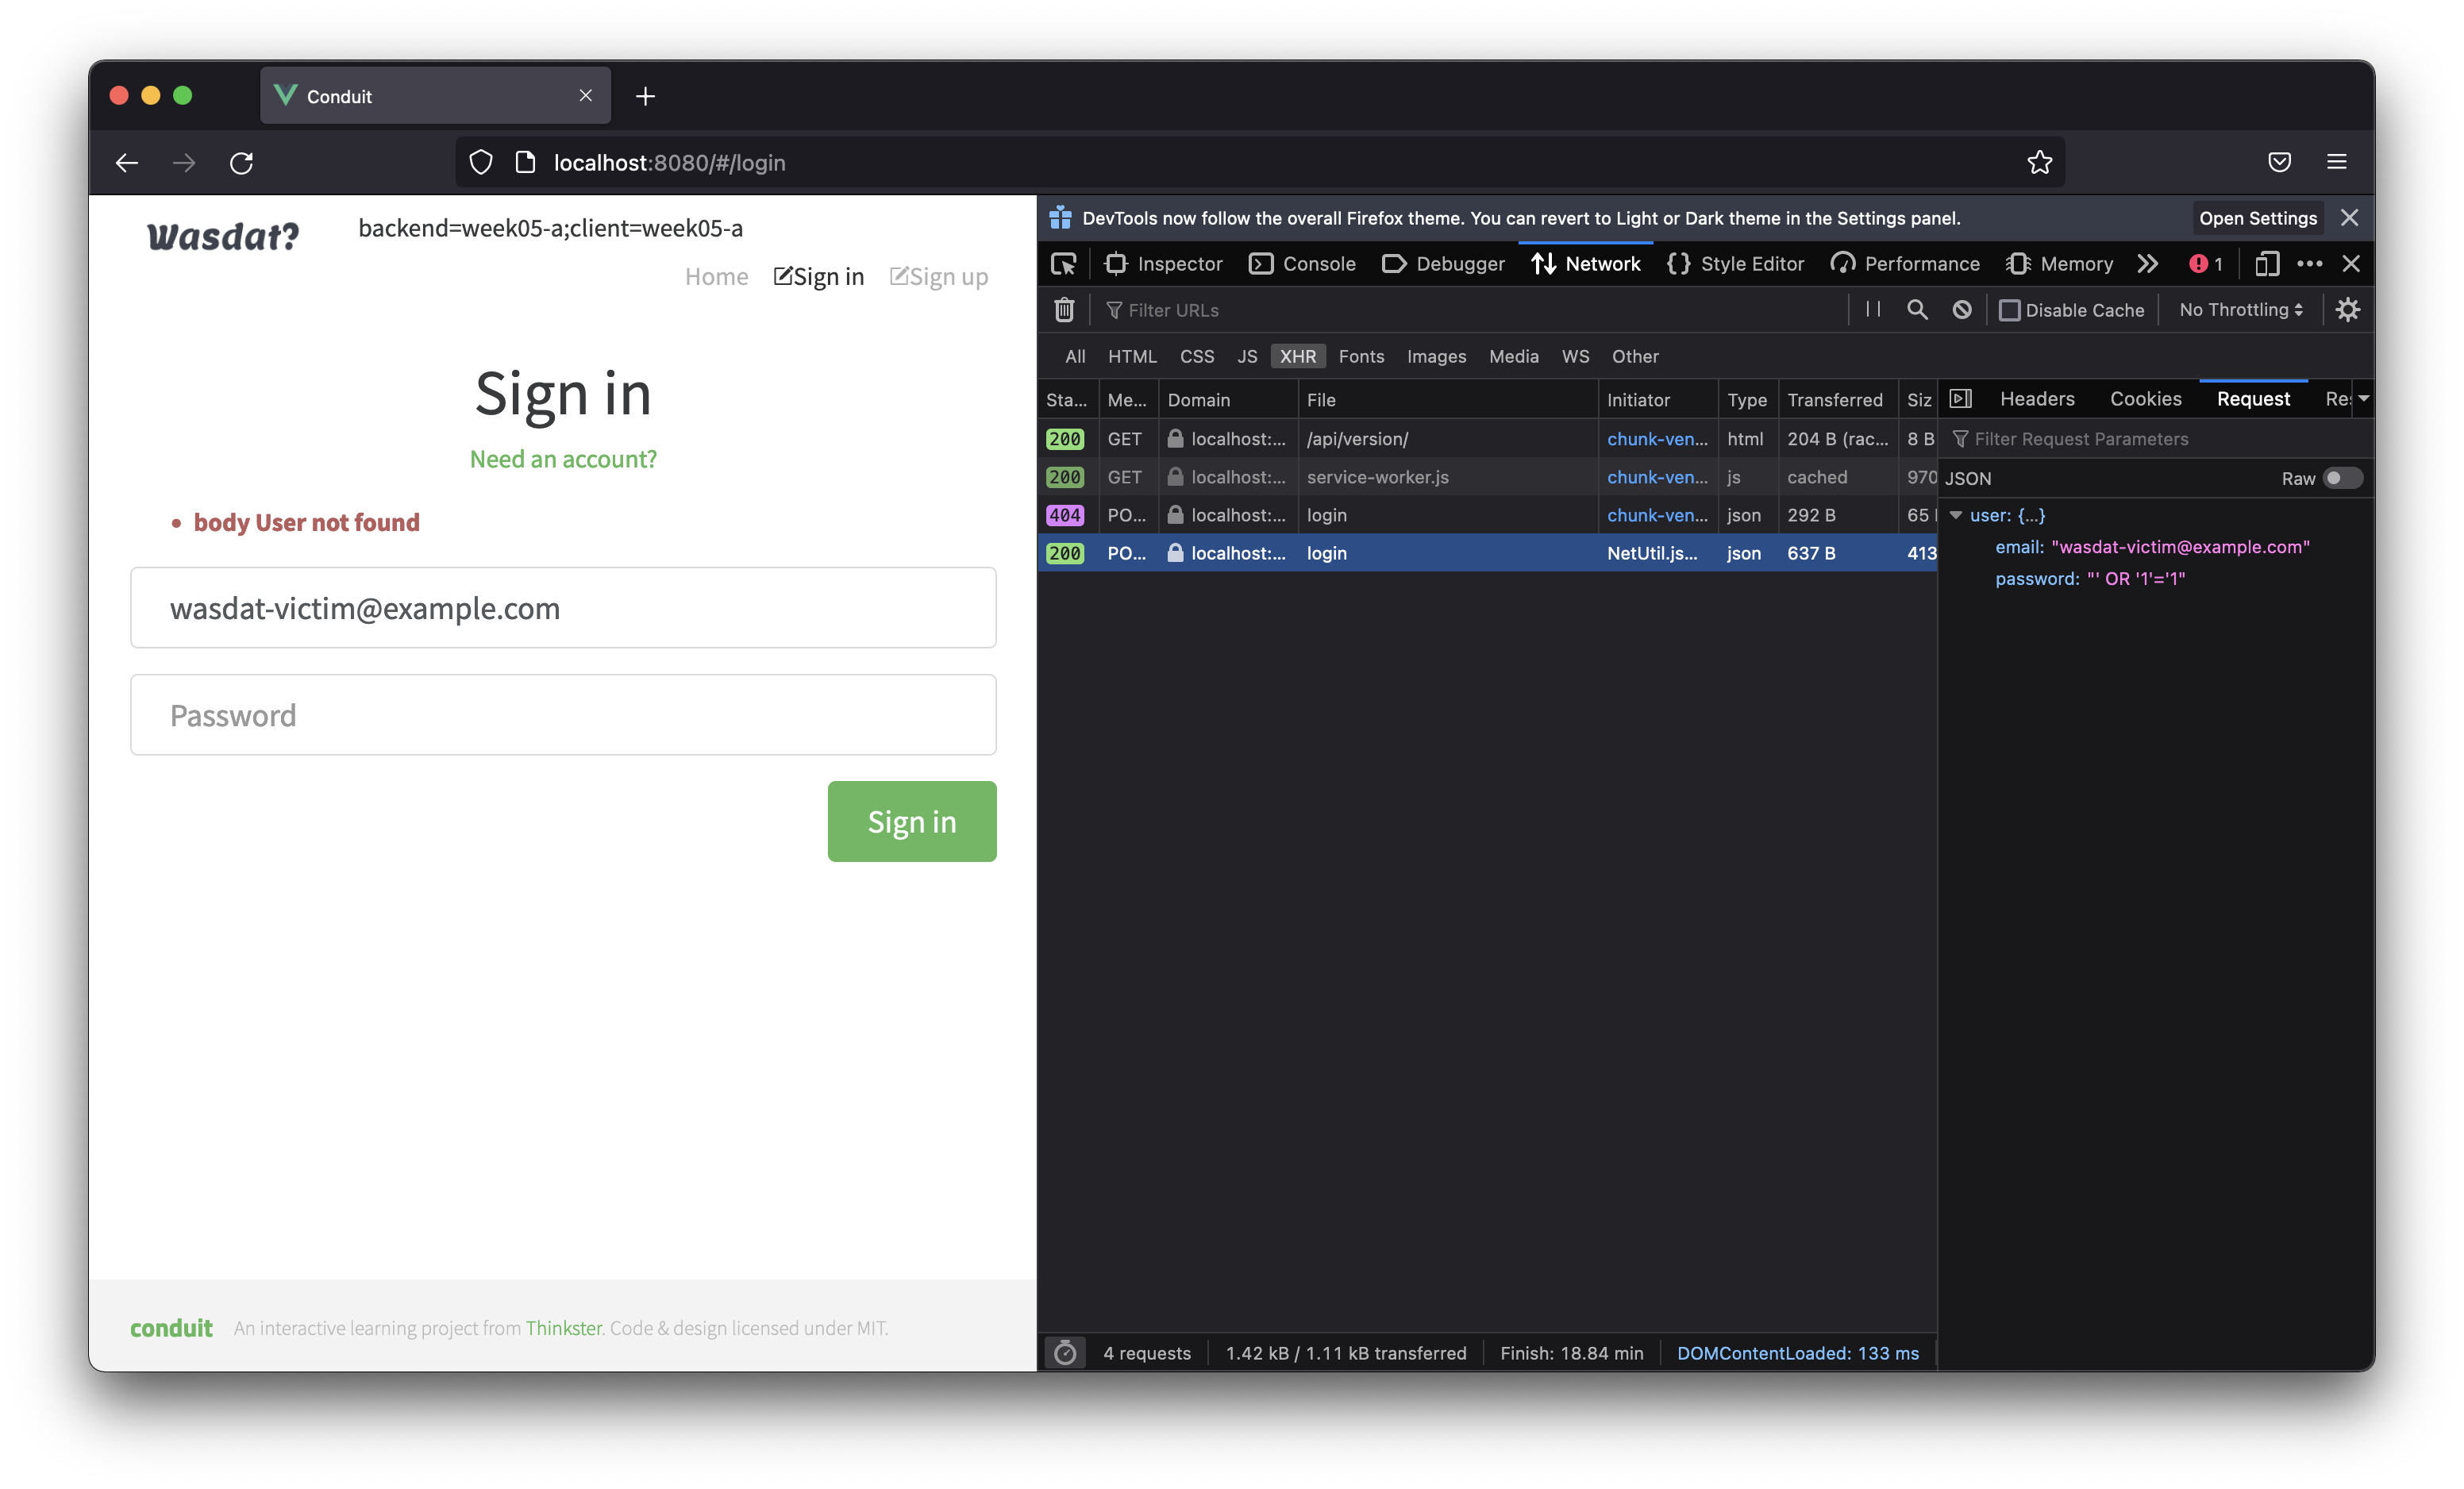 Conduit
localhost:8080/#/login
Wasdat?
backend=week05-a;client=week05-a
Home Sign in Sign up
Sign in
Need an account?
• body User not found
wasdat-victim@example.com
Password
Sign in
conduit An interactive learning project from Thinkster. Code & design licensed under MIT.
DevTools now follow the overall Firefox theme. You can revert to Light or Dark theme in the Settings panel. Open Settings
Inspector Console Debugger Network Style Editor Performance Memory 1
Filter URLs Disable Cache No Throttling
All HTML CSS JS XHR Fonts Images Media WS Other
Sta... Me... Domain File Initiator Type Transferred Siz
200 GET localhost:... /api/version/ chunk-ven... html 204 B (rac... 8 B
200 GET localhost:... service-worker.js chunk-ven... js cached 970
404 PO... localhost:... login chunk-ven... json 292 B 65
200 PO... localhost:... login NetUtil.js... json 637 B 413
Headers Cookies Request Re
Filter Request Parameters
JSON Raw
user: {...}
email: "wasdat-victim@example.com"
password: "' OR '1'='1"
4 requests 1.42 kB / 1.11 kB transferred Finish: 18.84 min DOMContentLoaded: 133 ms